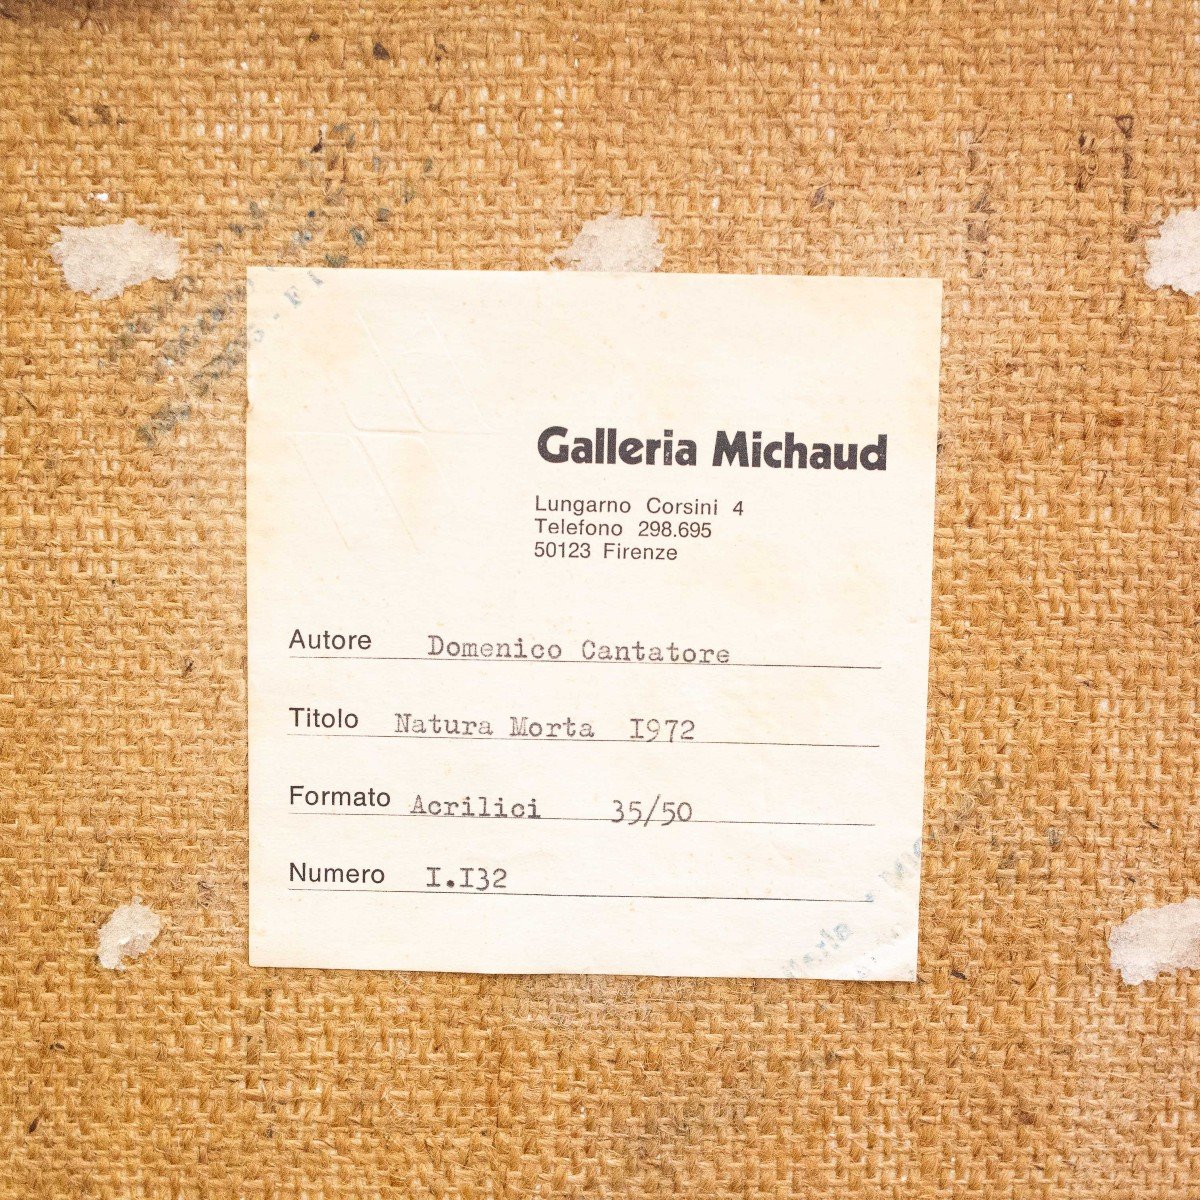 Galleria Michaud
Lungarno Corsini 4
Telefono 298.695
50123 Firenze
Autore Domenico Cantatore
Titolo Natura Morta I972
Formato Acrilici 35/50
Numero I.I32